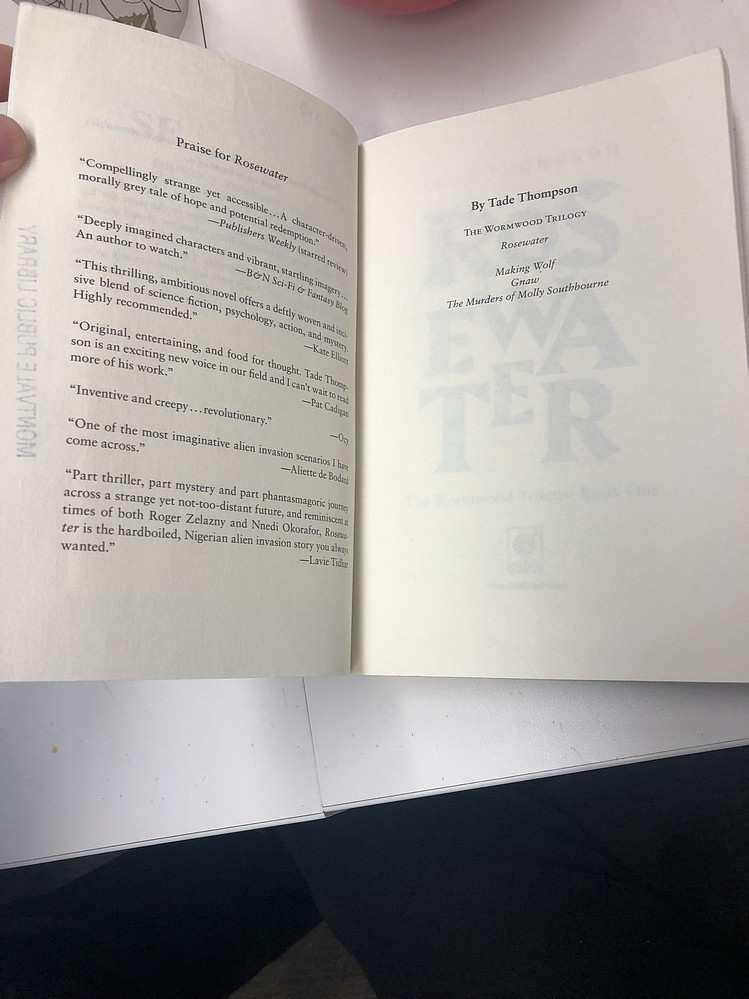 Praise for Rosewater
“Compellingly strange yet accessible…A character-driven,
morally grey tale of hope and potential redemption.”
—Publishers Weekly (starred review)
“Deeply imagined characters and vibrant, startling imagery…
An author to watch.”
—B&N Sci-Fi & Fantasy Blog
“This thrilling, ambitious novel offers a deftly woven and inci-
sive blend of science fiction, psychology, action, and mystery.
Highly recommended.”
—Kate Elliott
“Original, entertaining, and food for thought. Tade Thomp-
son is an exciting new voice in our field and I can’t wait to read
more of his work.”
—Pat Cadigan
“Inventive and creepy…revolutionary.”
“One of the most imaginative alien invasion scenarios I have
come across.”
—Aliette de Bodard
“Part thriller, part mystery and part phantasmagoric journey
across a strange yet not-too-distant future, and reminiscent at
times of both Roger Zelazny and Nnedi Okorafor, Rosewa-
ter is the hardboiled, Nigerian alien invasion story you always
wanted.”
—Lavie Tidhar
MONTVALE PUBLIC LIBRARY
By Tade Thompson
The Wormwood Trilogy
Rosewater
Making Wolf
Gnaw
The Murders of Molly Southbourne
EWA
TER
The Wormwood Trilogy: Book One